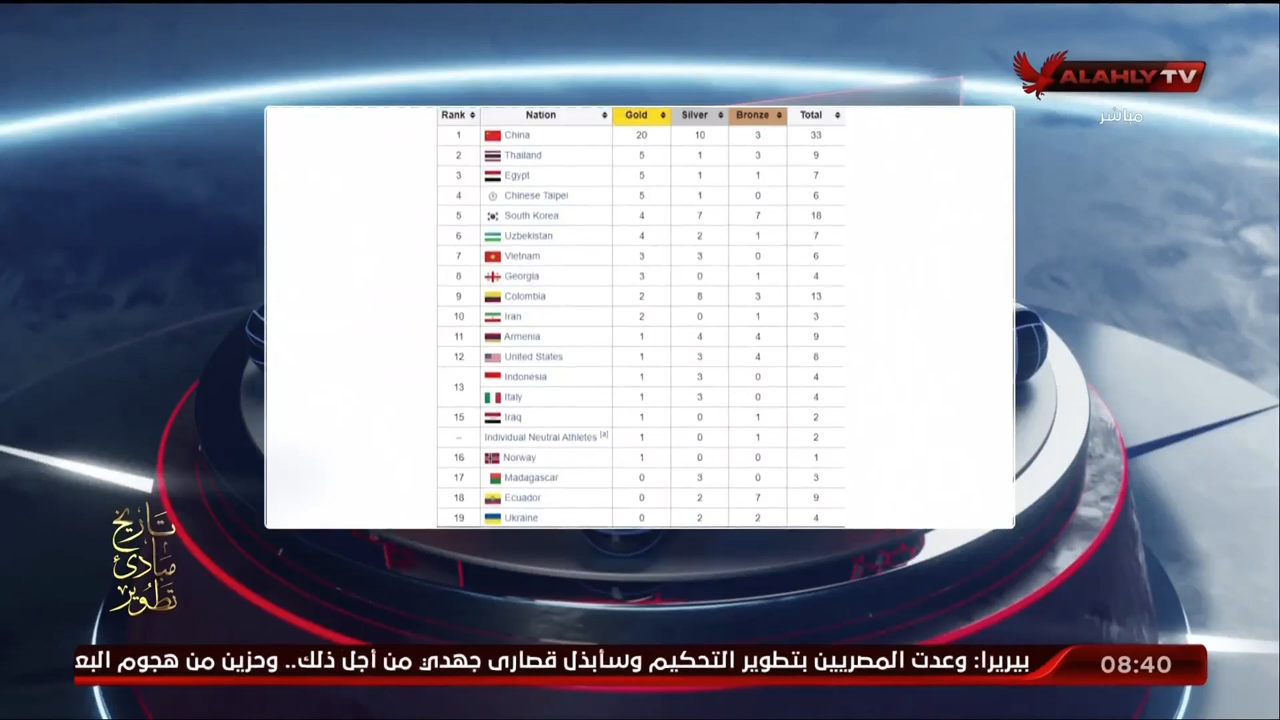 ALAHLY TV
مباشر
Rank Nation Gold Silver Bronze Total
1 China 20 10 3 33
2 Thailand 5 1 3 9
3 Egypt 5 1 1 7
4 Chinese Taipei 5 1 0 6
5 South Korea 4 7 7 18
6 Uzbekistan 4 2 1 7
7 Vietnam 3 3 0 6
8 Georgia 3 0 1 4
9 Colombia 2 8 3 13
10 Iran 2 0 1 3
11 Armenia 1 4 4 9
12 United States 1 3 4 8
13 Indonesia 1 3 0 4
Italy 1 3 0 4
15 Iraq 1 0 1 2
– Individual Neutral Athletes [a] 1 0 1 2
16 Norway 1 0 0 1
17 Madagascar 0 3 0 3
18 Ecuador 0 2 7 9
19 Ukraine 0 2 2 4
تاريخ
مبادئ
تطوير
بيريرا: وعدت المصريين بتطوير التحكيم وسأبذل قصارى جهدي من أجل ذلك.. وحزين من هجوم البع
08:40